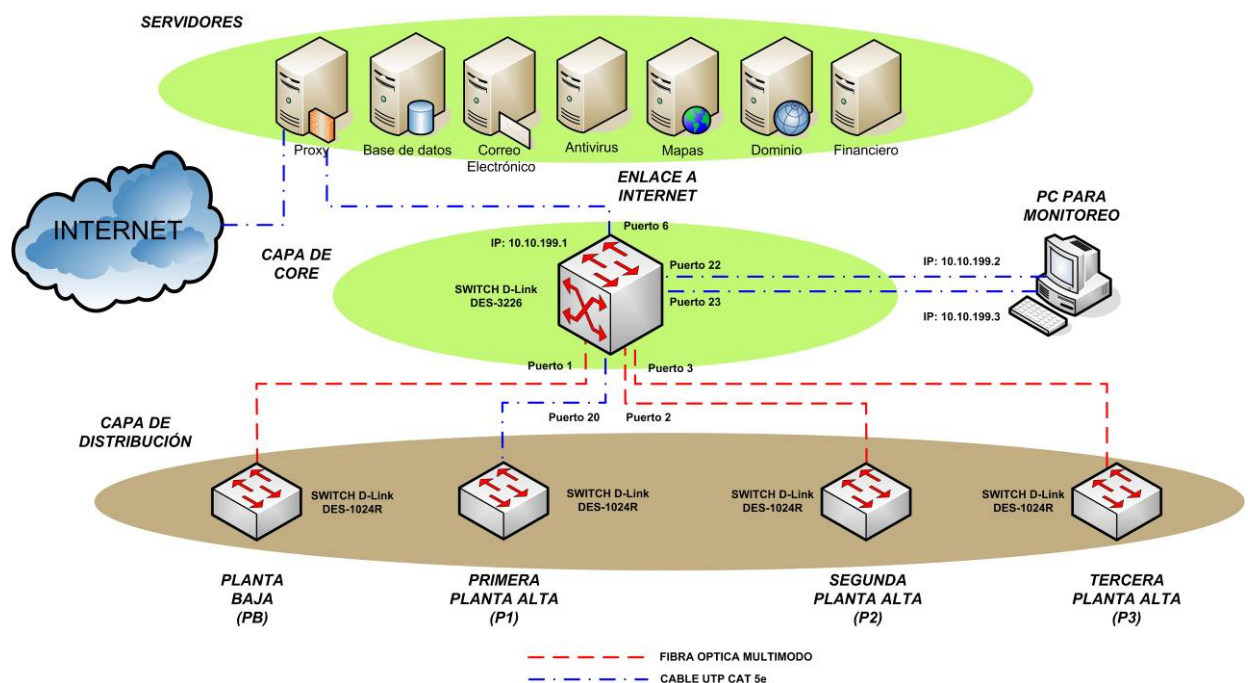 SERVIDORES
Proxy
Base de datos
Correo
Electrónico
Antivirus
Mapas
Dominio
Financiero
ENLACE A
INTERNET
INTERNET
CAPA DE
CORE
IP: 10.10.199.1
Puerto 6
PC PARA
MONITOREO
SWITCH D-Link
DES-3226
Puerto 22
IP: 10.10.199.2
Puerto 23
IP: 10.10.199.3
Puerto 1
Puerto 3
Puerto 20
Puerto 2
CAPA DE
DISTRIBUCIÓN
SWITCH D-Link
DES-1024R
SWITCH D-Link
DES-1024R
SWITCH D-Link
DES-1024R
SWITCH D-Link
DES-1024R
PLANTA
BAJA
(PB)
PRIMERA
PLANTA ALTA
(P1)
SEGUNDA
PLANTA ALTA
(P2)
TERCERA
PLANTA ALTA
(P3)
FIBRA OPTICA MULTIMODO
CABLE UTP CAT 5e